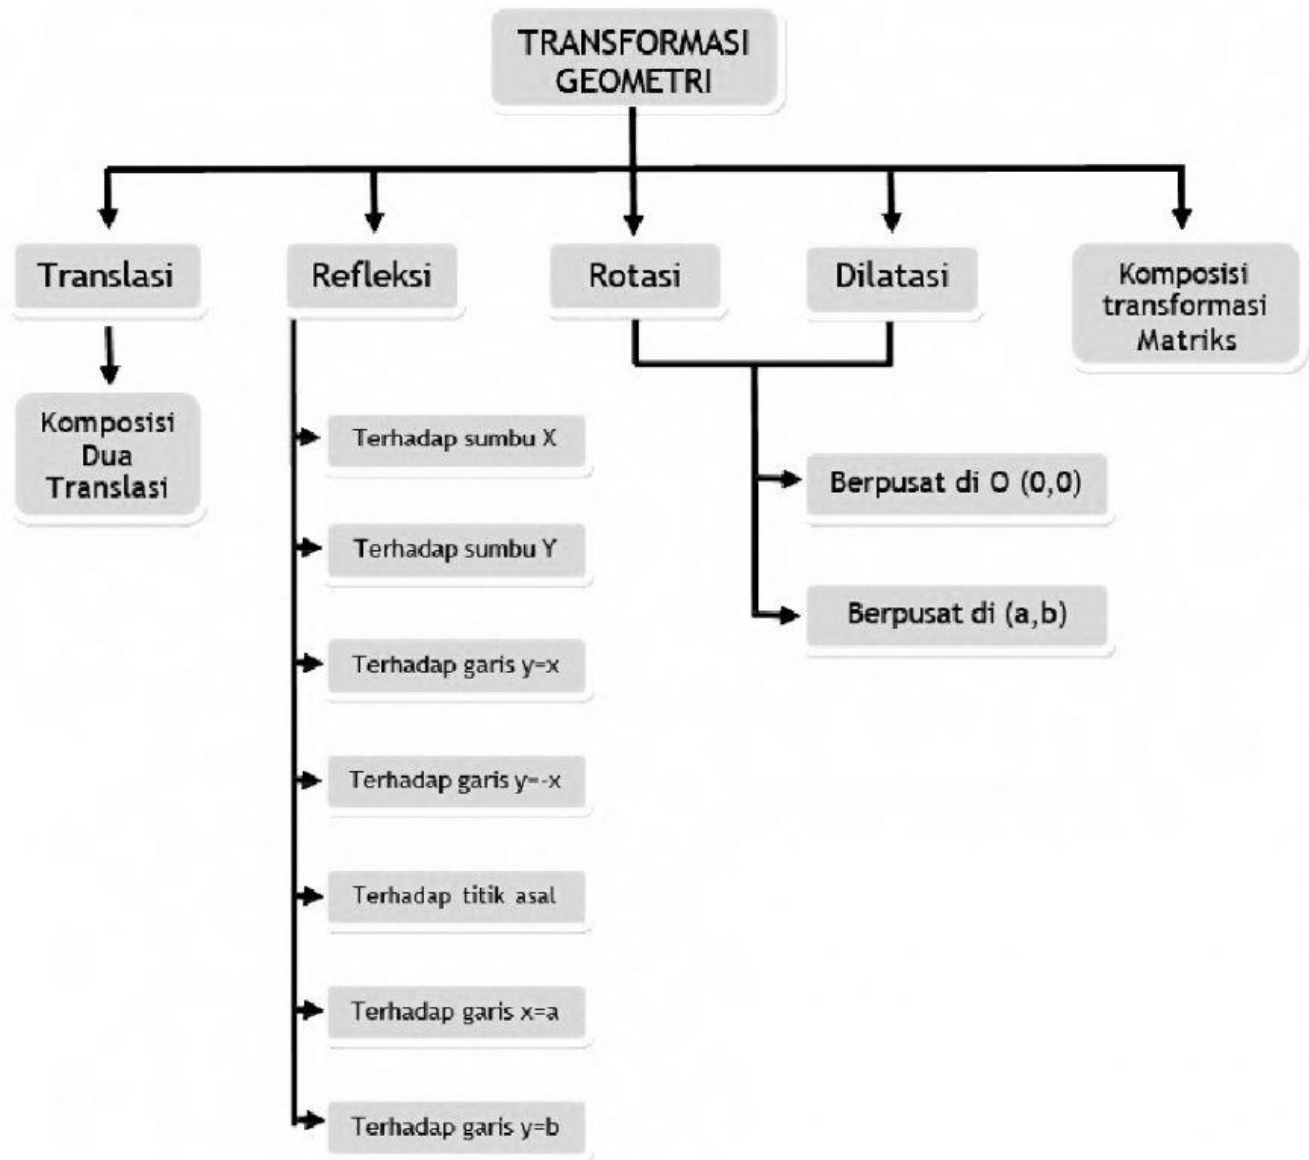 TRANSFORMASI
GEOMETRI
Translasi
Refleksi
Rotasi
Dilatasi
Komposisi
transformasi
Matriks
Komposisi
Dua
Translasi
Terhadap sumbu X
Terhadap sumbu Y
Terhadap garis y=x
Terhadap garis y=-x
Terhadap titik asal
Terhadap garis x=a
Terhadap garis y=b
Berpusat di O (0,0)
Berpusat di (a,b)